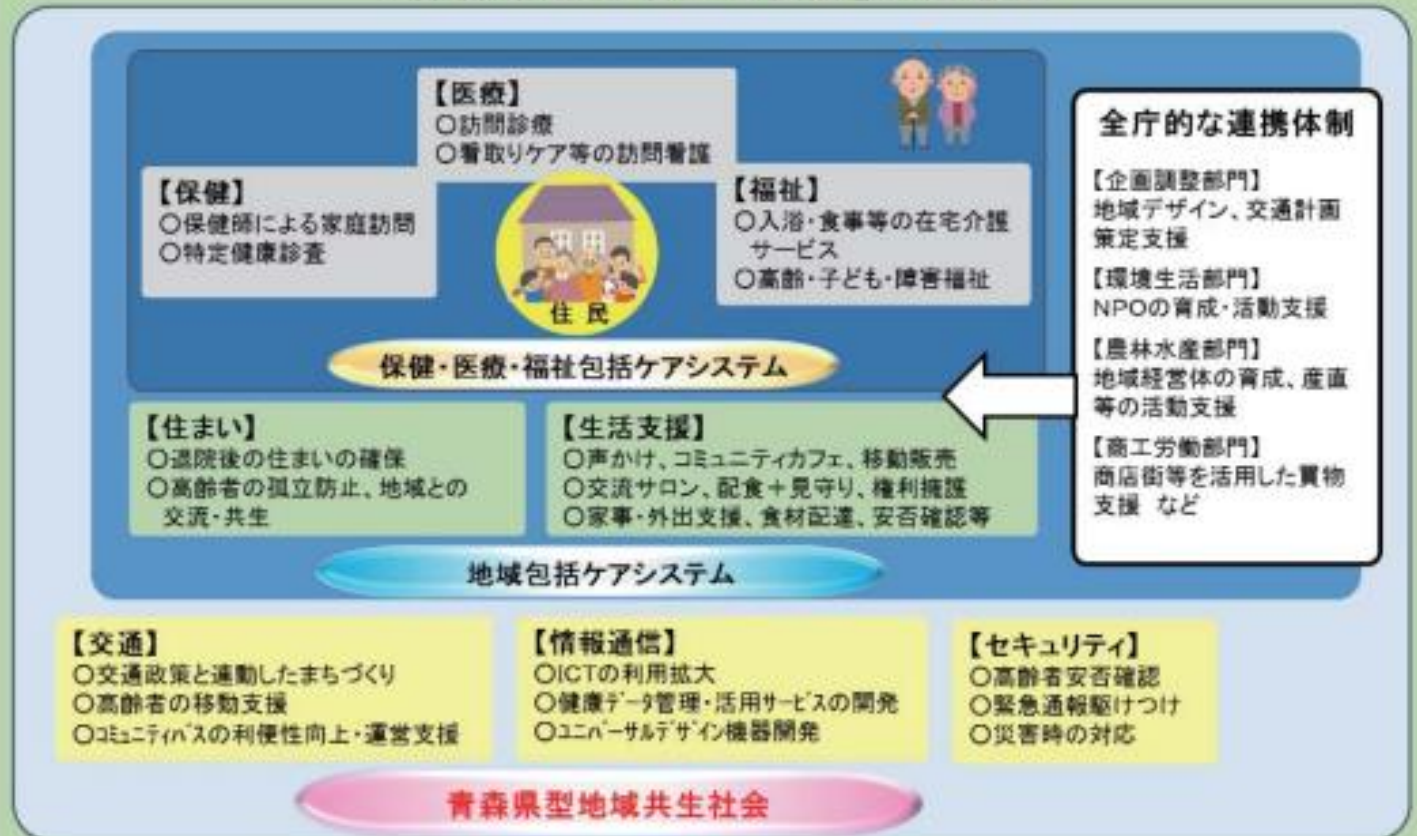 【医療】
○訪問診療
○看取りケア等の訪問看護
【保健】
○保健師による家庭訪問
○特定健康診査
【福祉】
○入浴・食事等の在宅介護
サービス
○高齢・子ども・障害福祉
住民
保健・医療・福祉包括ケアシステム
【住まい】
○退院後の住まいの確保
○高齢者の孤立防止、地域との
交流・共生
【生活支援】
○声かけ、コミュニティカフェ、移動販売
○交流サロン、配食+見守り、権利擁護
○家事・外出支援、食材配達、安否確認等
地域包括ケアシステム
全庁的な連携体制
【企画調整部門】
地域デザイン、交通計画
策定支援
【環境生活部門】
NPOの育成・活動支援
【農林水産部門】
地域経営体の育成、産直
等の活動支援
【商工労働部門】
商店街等を活用した買物
支援 など
【交通】
○交通政策と連動したまちづくり
○高齢者の移動支援
○コミュニティバスの利便性向上・運営支援
【情報通信】
○ICTの利用拡大
○健康データ管理・活用サービスの開発
○ユニバーサルデザイン機器開発
【セキュリティ】
○高齢者安否確認
○緊急通報駆けつけ
○災害時の対応
青森県型地域共生社会